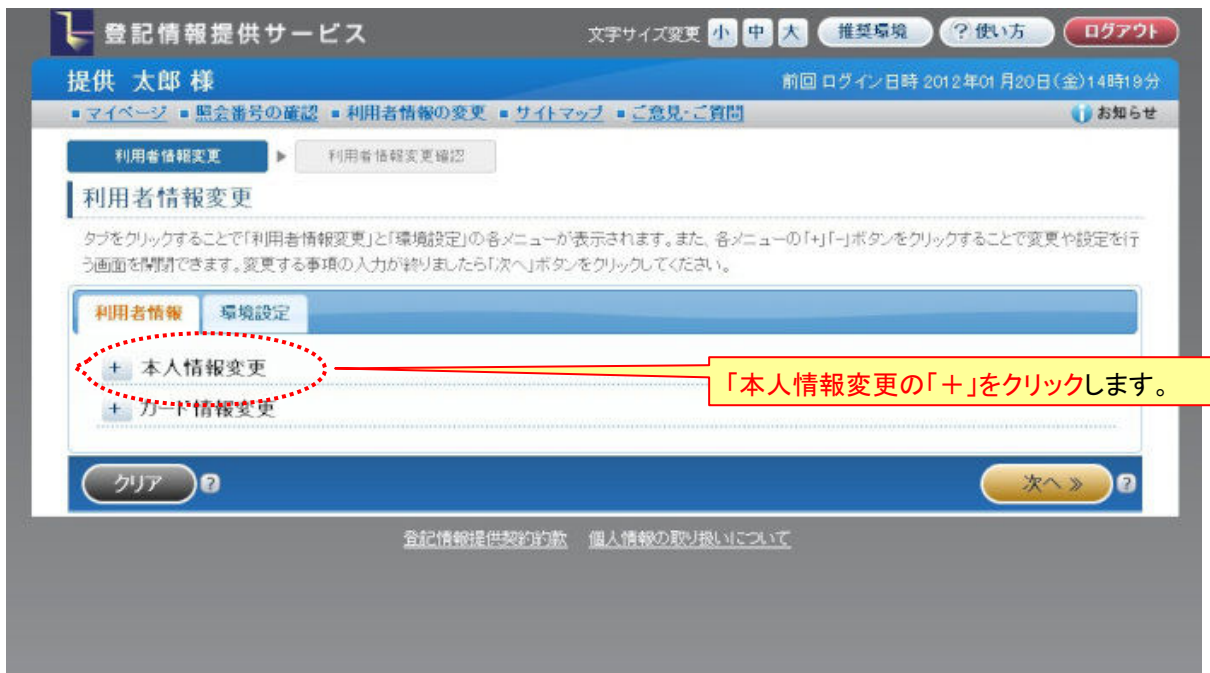 登記情報提供サービス
文字サイズ変更 小 中 大 推奨環境 ? 使い方 ログアウト
提供 太郎 様
前回 ログイン日時 2012年01月20日(金)14時19分
マイページ 照会番号の確認 利用者情報の変更 サイトマップ ご意見・ご質問
お知らせ
利用者情報変更 ▶ 利用者情報変更確認
利用者情報変更
タブをクリックすることで「利用者情報変更」と「環境設定」の各メニューが表示されます。また、各メニューの「+」「-」ボタンをクリックすることで変更や設定を行
う画面を開閉できます。変更する事項の入力が終りましたら「次へ」ボタンをクリックしてください。
利用者情報 環境設定
+ 本人情報変更
「本人情報変更の「＋」をクリックします。
+ カード情報変更
クリア ?
次へ » ?
登記情報提供契約約款 個人情報の取り扱いについて